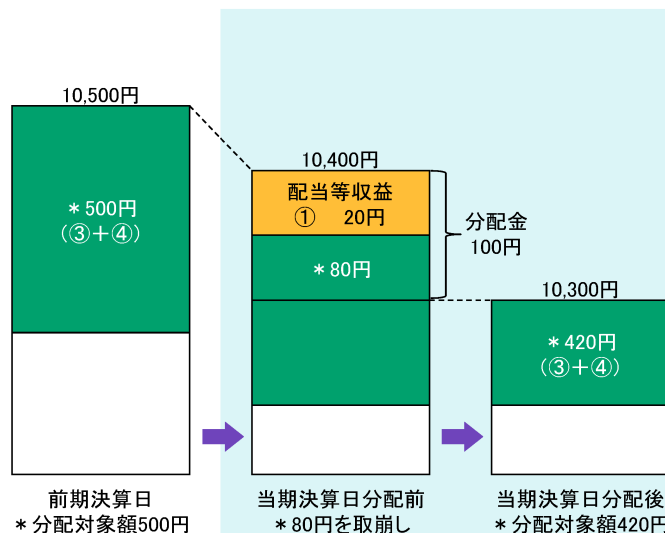 10,500円
*500円
(③+④)
前期決算日
*分配対象額500円
10,400円
配当等収益
① 20円
*80円
分配金
100円
当期決算日分配前
*80円を取崩し
10,300円
*420円
(③+④)
当期決算日分配後
*分配対象額420円